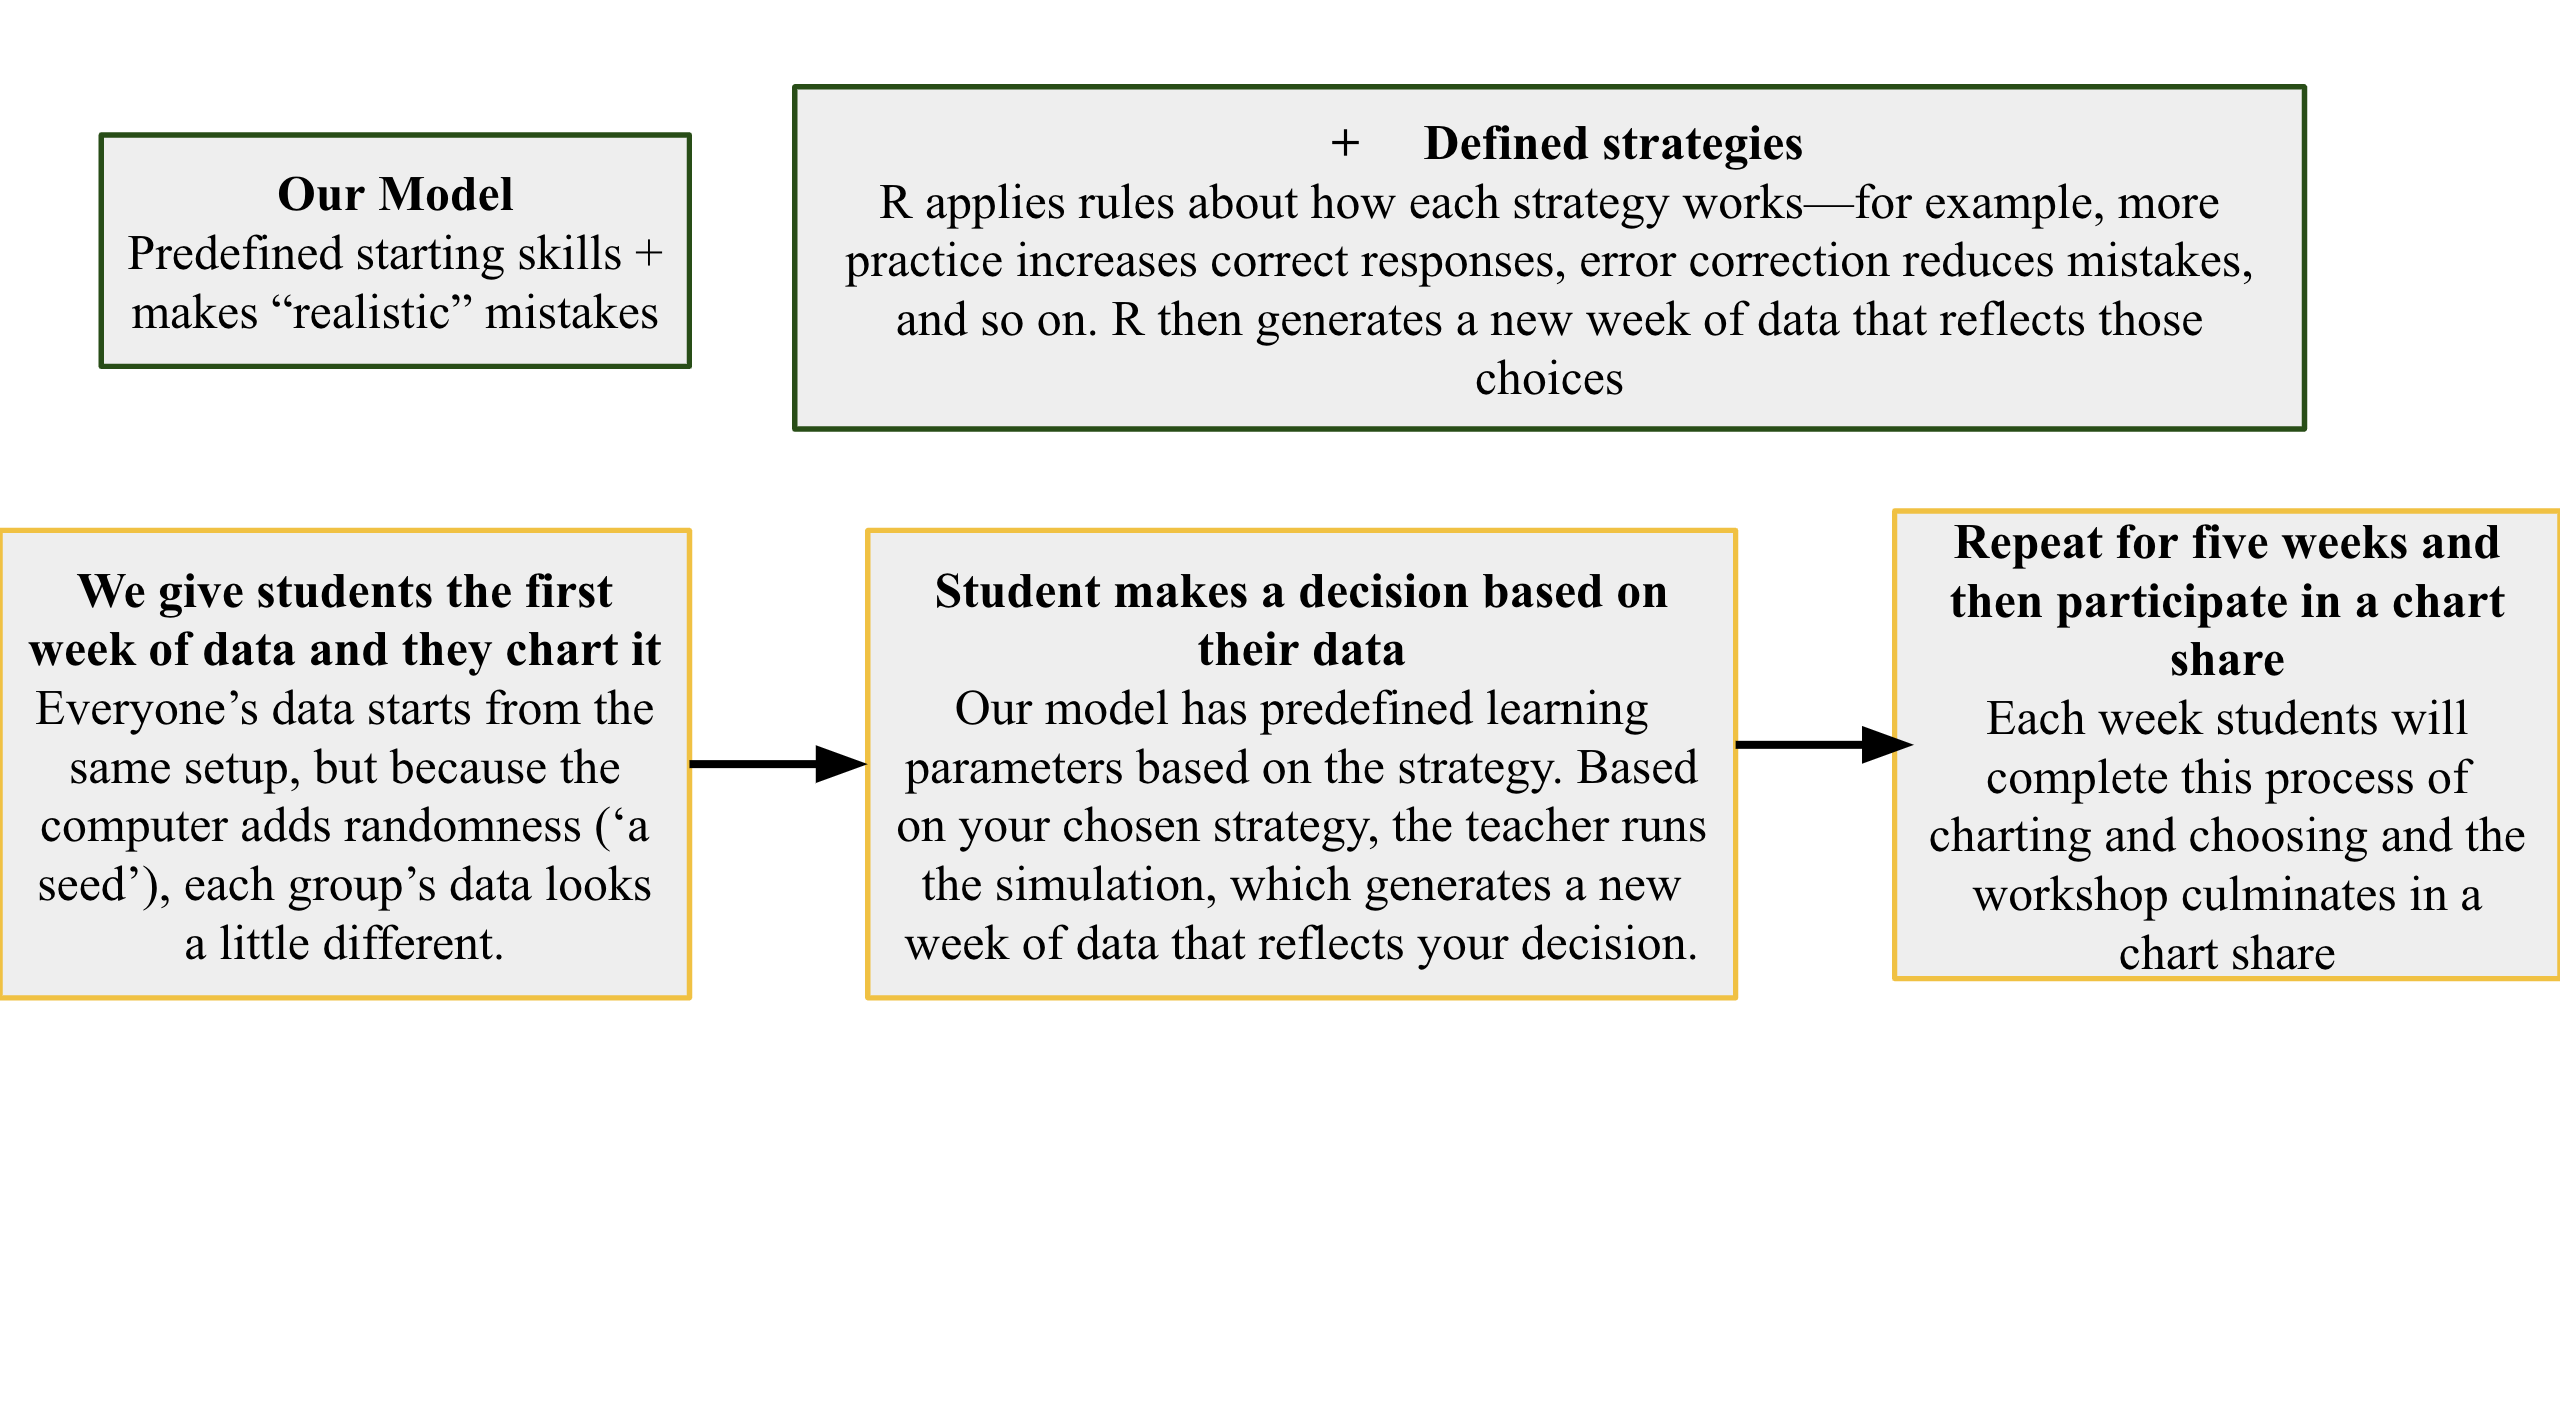 Our Model
Predefined starting skills +
makes “realistic” mistakes
+ Defined strategies
R applies rules about how each strategy works—for example, more
practice increases correct responses, error correction reduces mistakes,
and so on. R then generates a new week of data that reflects those
choices
We give students the first
week of data and they chart it
Everyone’s data starts from the
same setup, but because the
computer adds randomness (‘a
seed’), each group’s data looks
a little different.
Student makes a decision based on
their data
Our model has predefined learning
parameters based on the strategy. Based
on your chosen strategy, the teacher runs
the simulation, which generates a new
week of data that reflects your decision.
Repeat for five weeks and
then participate in a chart
share
Each week students will
complete this process of
charting and choosing and the
workshop culminates in a
chart share